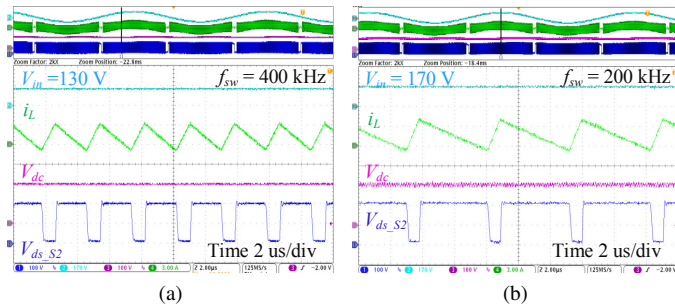 Zoom Factor: 2kX
Zoom Position: -22.8ms
V_in =130 V
f_sw = 400 kHz
i_L
V_dc
V_ds_S2
Time 2 us/div
1 100 V 2 170 V 3 100 V 4 3.00 A Z 2.00μs 125MS/s 3 -2.00 V
(a)
Zoom Factor: 2kX
Zoom Position: -18.4ms
V_in =170 V
f_sw = 200 kHz
i_L
V_dc
V_ds_S2
Time 2 us/div
1 100 V 2 170 V 3 100 V 4 3.00 A Z 2.00μs 125MS/s 3 -2.00 V
(b)